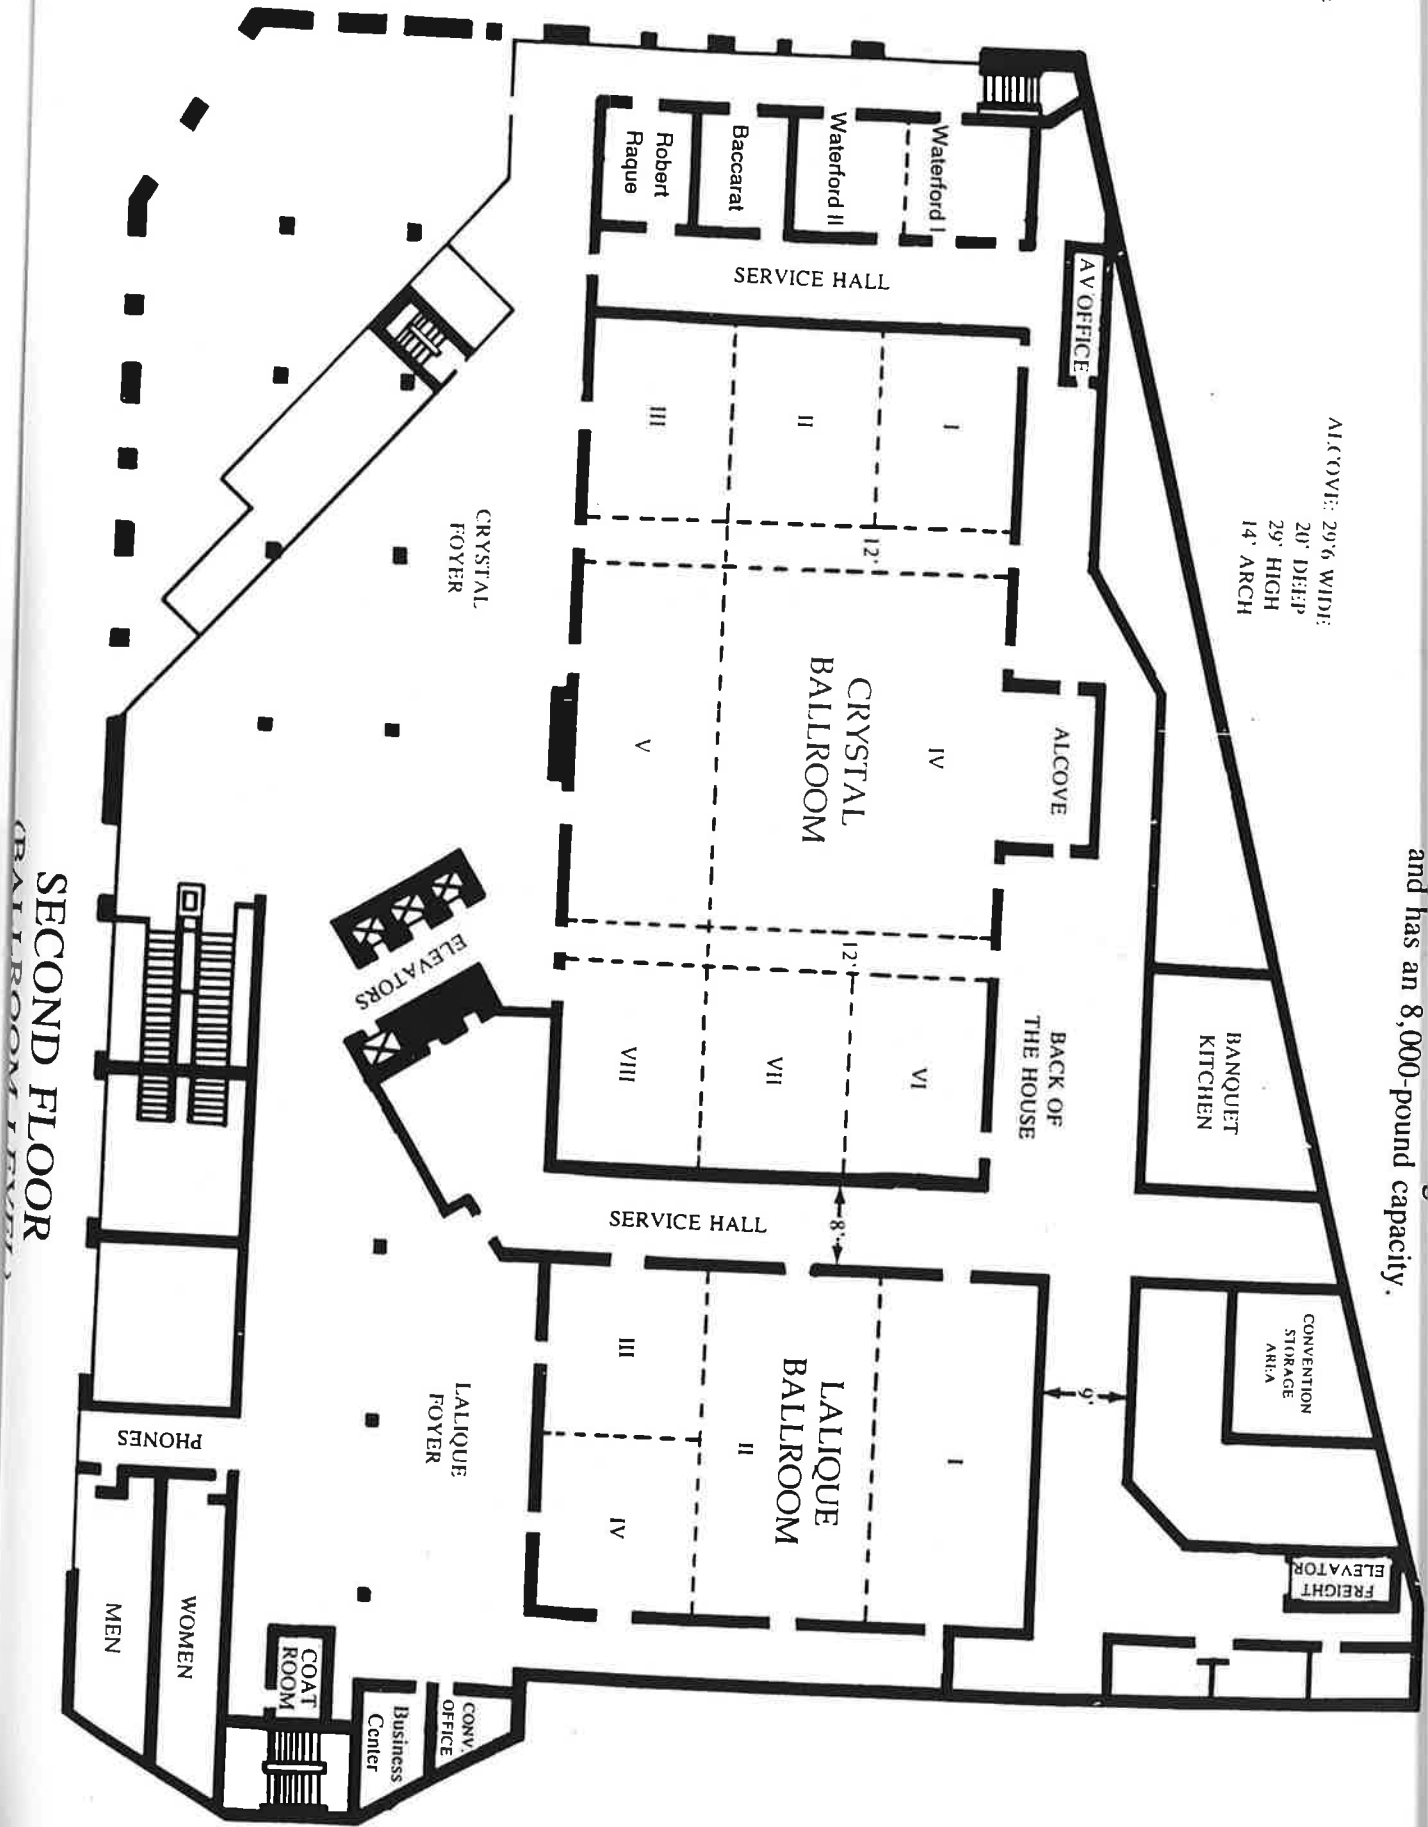 and has an 8,000-pound capacity.
ALCOVE: 29'6 WIDE
20' DEEP
29' HIGH
14' ARCH
AV OFFICE
Waterford I
Waterford II
Baccarat
Robert
Raque
SERVICE HALL
I
II
III
12'
CRYSTAL
FOYER
CRYSTAL
BALLROOM
IV
V
ALCOVE
12'
VI
VII
VIII
BACK OF
THE HOUSE
BANQUET
KITCHEN
ELEVATORS
SERVICE HALL
8'
CONVENTION
STORAGE
AREA
9'
LALIQUE
BALLROOM
I
II
III
IV
LALIQUE
FOYER
FREIGHT
ELEVATOR
PHONES
MEN
WOMEN
COAT
ROOM
Business
Center
CONV.
OFFICE
SECOND FLOOR
(BALLROOM LEVEL)